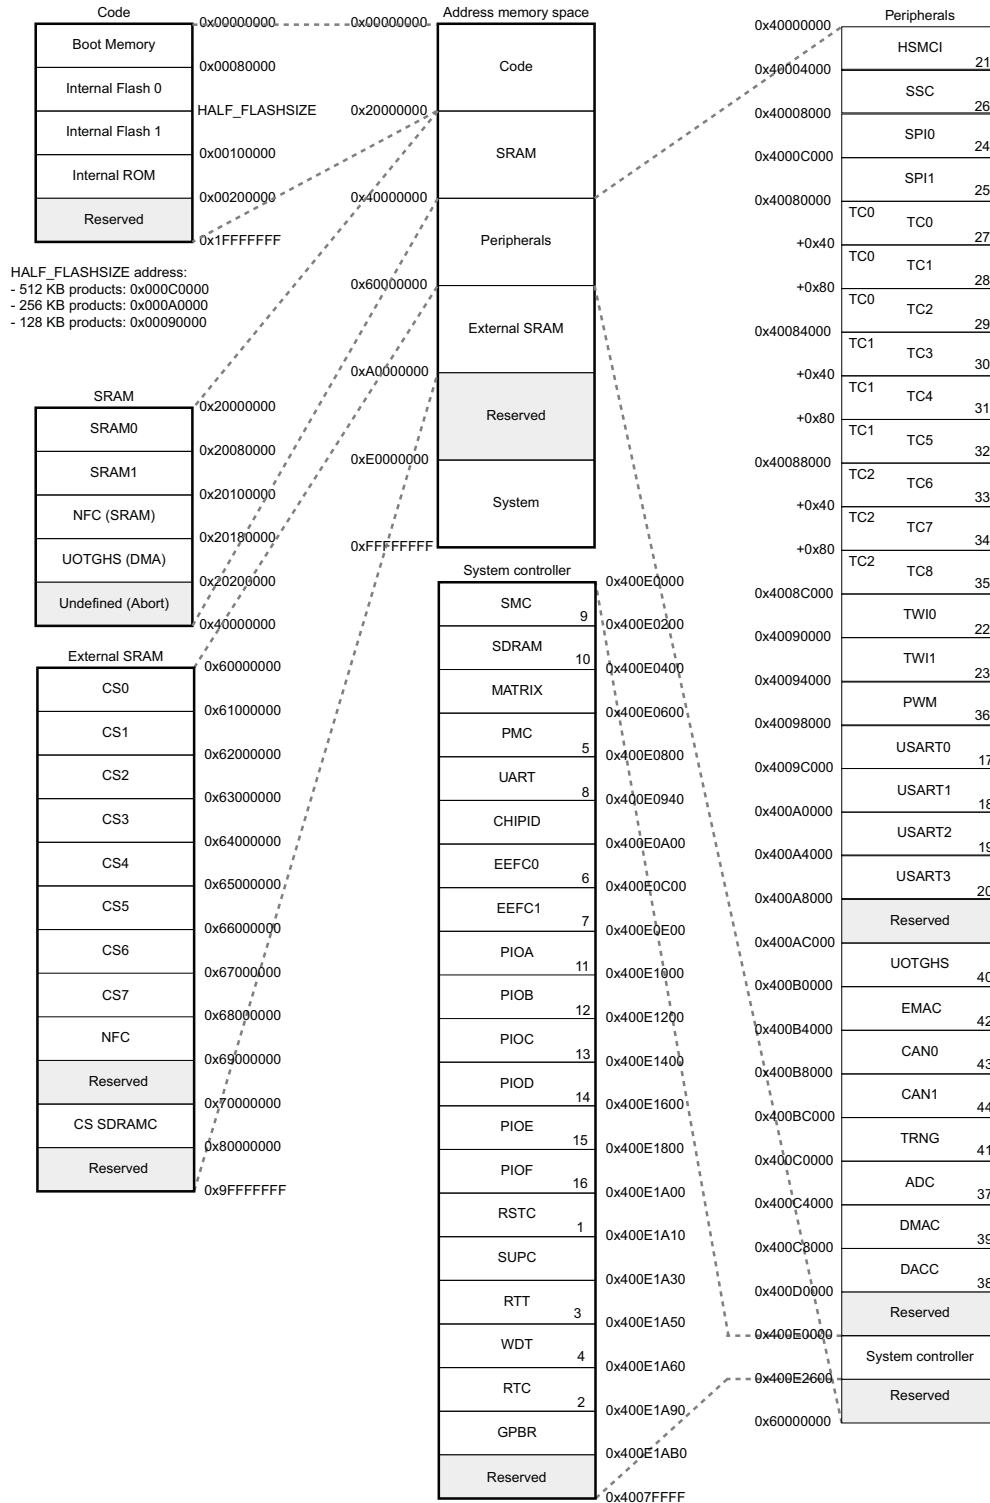 Code
0x00000000
Boot Memory
0x00080000
Internal Flash 0
HALF_FLASHSIZE
Internal Flash 1
0x00100000
Internal ROM
0x00200000
Reserved
0x1FFFFFFF
HALF_FLASHSIZE address:
- 512 KB products: 0x000C0000
- 256 KB products: 0x000A0000
- 128 KB products: 0x00090000
SRAM
0x20000000
SRAM0
0x20080000
SRAM1
0x20100000
NFC (SRAM)
0x20180000
UOTGHS (DMA)
0x20200000
Undefined (Abort)
0x40000000
External SRAM
0x60000000
CS0
0x61000000
CS1
0x62000000
CS2
0x63000000
CS3
0x64000000
CS4
0x65000000
CS5
0x66000000
CS6
0x67000000
CS7
0x68000000
NFC
0x69000000
Reserved
0x70000000
CS SDRAMC
0x80000000
Reserved
0x9FFFFFFF
Address memory space
0x00000000
Code
0x20000000
SRAM
0x40000000
Peripherals
0x60000000
External SRAM
0xA0000000
Reserved
0xE0000000
System
0xFFFFFFFF
System controller
0x400E0000
SMC
9
0x400E0200
SDRAM
10
0x400E0400
MATRIX
0x400E0600
PMC
5
0x400E0800
UART
8
0x400E0940
CHIPID
0x400E0A00
EEFC0
6
0x400E0C00
EEFC1
7
0x400E0E00
PIOA
11
0x400E1000
PIOB
12
0x400E1200
PIOC
13
0x400E1400
PIOD
14
0x400E1600
PIOE
15
0x400E1800
PIOF
16
0x400E1A00
RSTC
1
0x400E1A10
SUPC
0x400E1A30
RTT
3
0x400E1A50
WDT
4
0x400E1A60
RTC
2
0x400E1A90
GPBR
0x400E1AB0
Reserved
0x4007FFFF
Peripherals
0x40000000
HSMCI
21
0x40004000
SSC
26
0x40008000
SPI0
24
0x4000C000
SPI1
25
0x40080000
TC0 TC0
27
+0x40
TC0 TC1
28
+0x80
TC0 TC2
29
0x40084000
TC1 TC3
30
+0x40
TC1 TC4
31
+0x80
TC1 TC5
32
0x40088000
TC2 TC6
33
+0x40
TC2 TC7
34
+0x80
TC2 TC8
35
0x4008C000
TWI0
22
0x40090000
TWI1
23
0x40094000
PWM
36
0x40098000
USART0
17
0x4009C000
USART1
18
0x400A0000
USART2
19
0x400A4000
USART3
20
0x400A8000
Reserved
0x400AC000
UOTGHS
40
0x400B0000
EMAC
42
0x400B4000
CAN0
43
0x400B8000
CAN1
44
0x400BC000
TRNG
41
0x400C0000
ADC
37
0x400C4000
DMAC
39
0x400C8000
DACC
38
0x400D0000
Reserved
0x400E0000
System controller
0x400E2600
Reserved
0x60000000